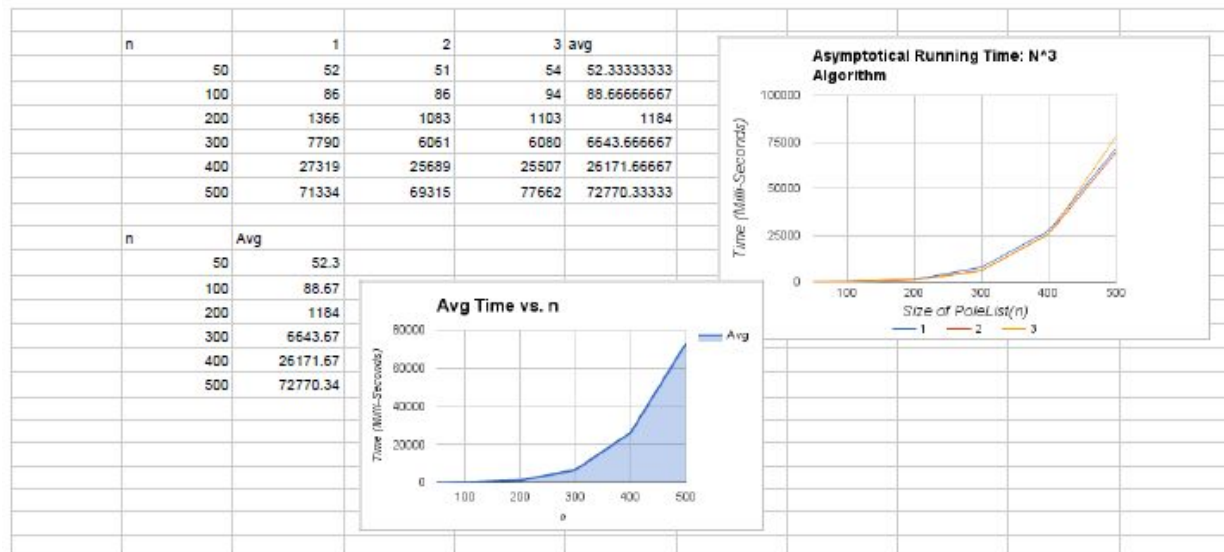 n 1 2 3 avg
50 52 51 54 52.33333333
100 86 86 94 88.66666667
200 1366 1083 1103 1184
300 7790 6061 6080 6643.666667
400 27319 25689 25507 26171.66667
500 71334 69315 77662 72770.33333
n Avg
50 52.3
100 88.67
200 1184
300 6643.67
400 26171.67
500 72770.34
Asymptotical Running Time: N^3
Algorithm
Time (Milli-Seconds)
100000
75000
50000
25000
0
100 200 300 400 500
Size of PoleList(n)
1 2 3
Avg Time vs. n
Time (Milli-Seconds)
80000
60000
40000
20000
0
100 200 300 400 500
n
Avg